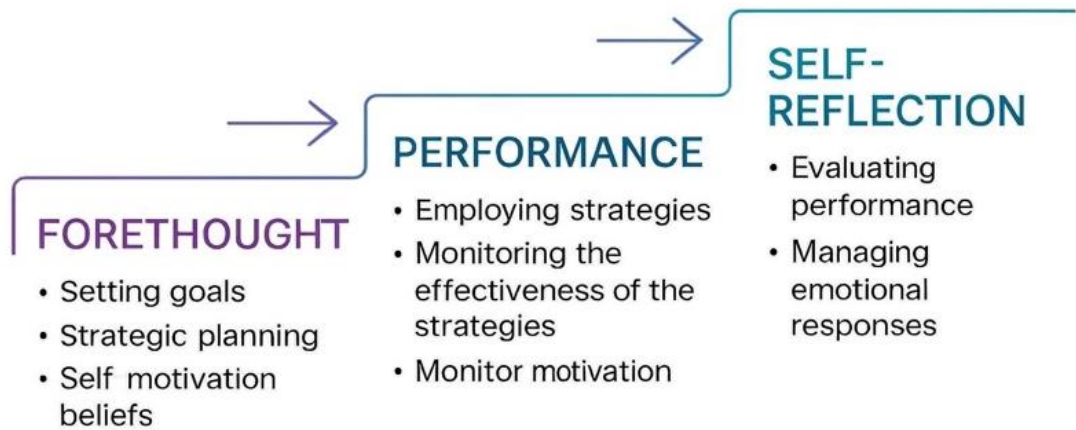 FORETHOUGHT
• Setting goals
• Strategic planning
• Self motivation
beliefs
PERFORMANCE
• Employing strategies
• Monitoring the
effectiveness of the
strategies
• Monitor motivation
SELF-
REFLECTION
• Evaluating
performance
• Managing
emotional
responses